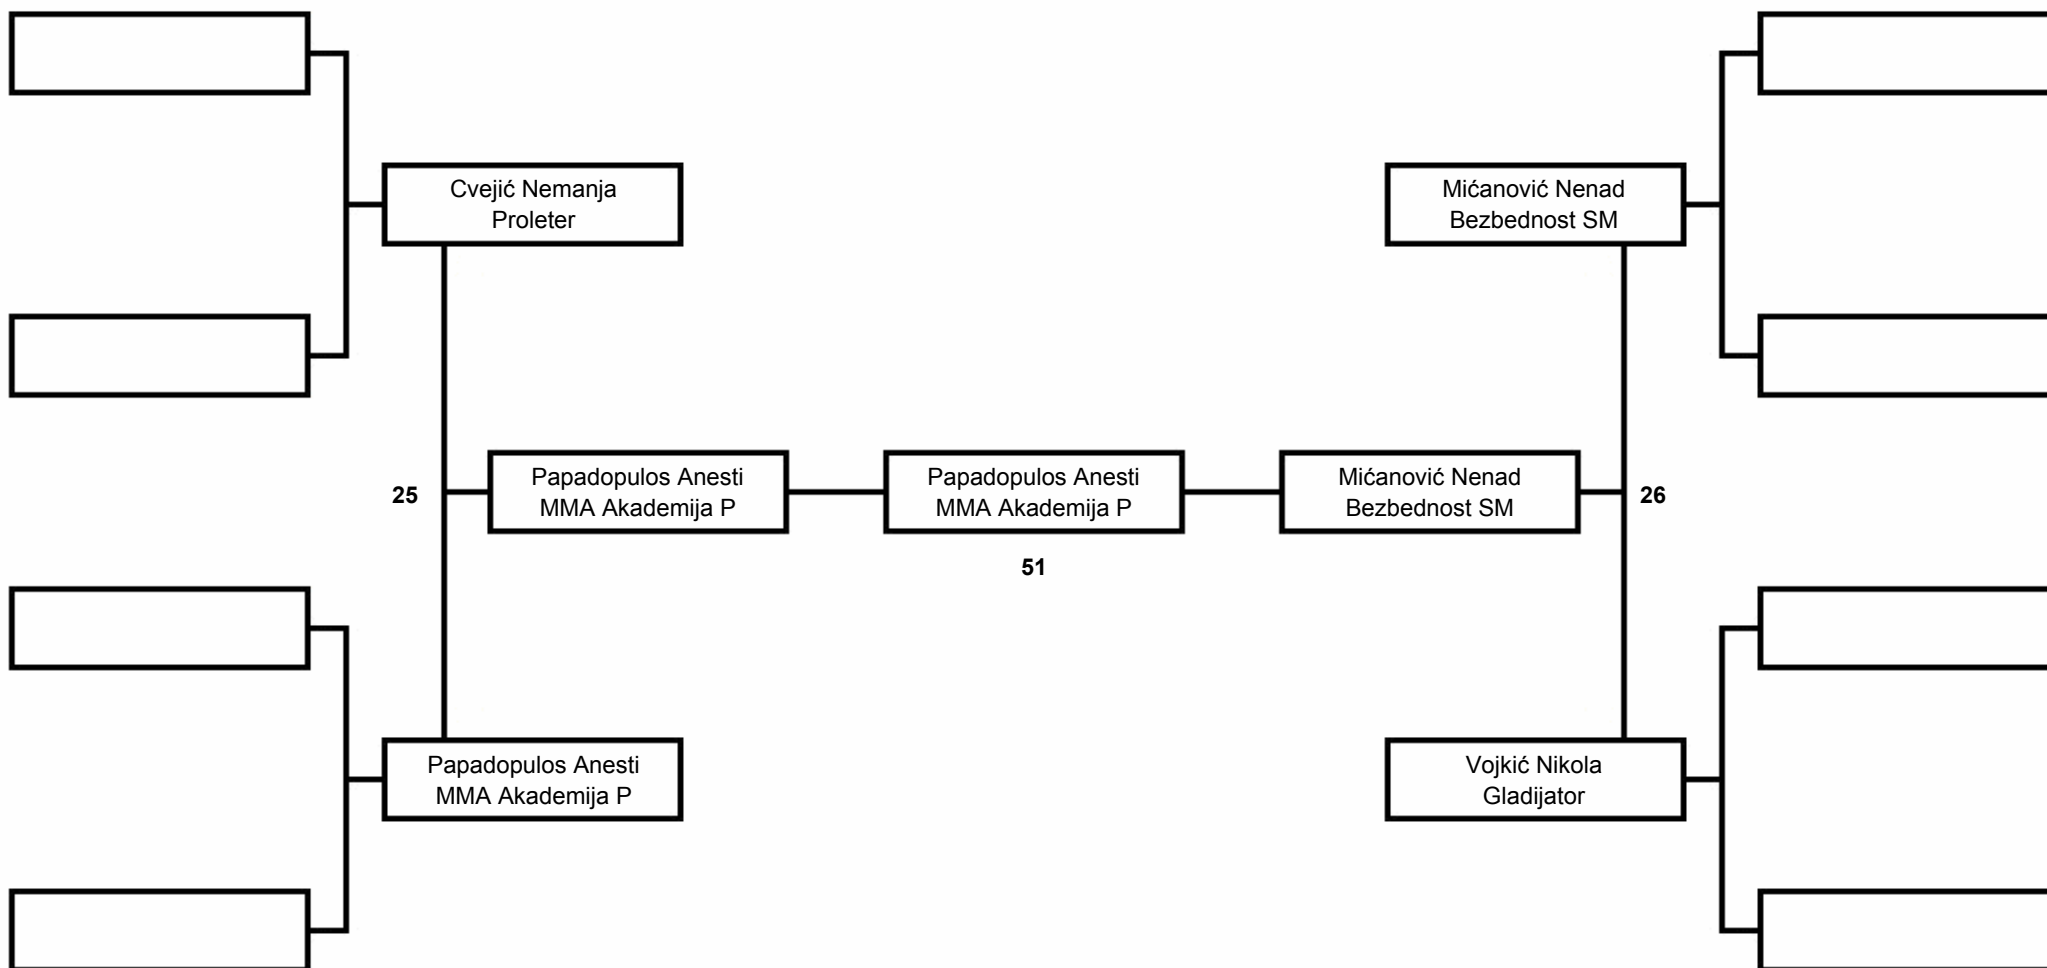 Cvejić Nemanja
Proleter
Mićanović Nenad
Bezbednost SM
25
Papadopulos Anesti
MMA Akademija P
Papadopulos Anesti
MMA Akademija P
51
Mićanović Nenad
Bezbednost SM
26
Papadopulos Anesti
MMA Akademija P
Vojkić Nikola
Gladijator